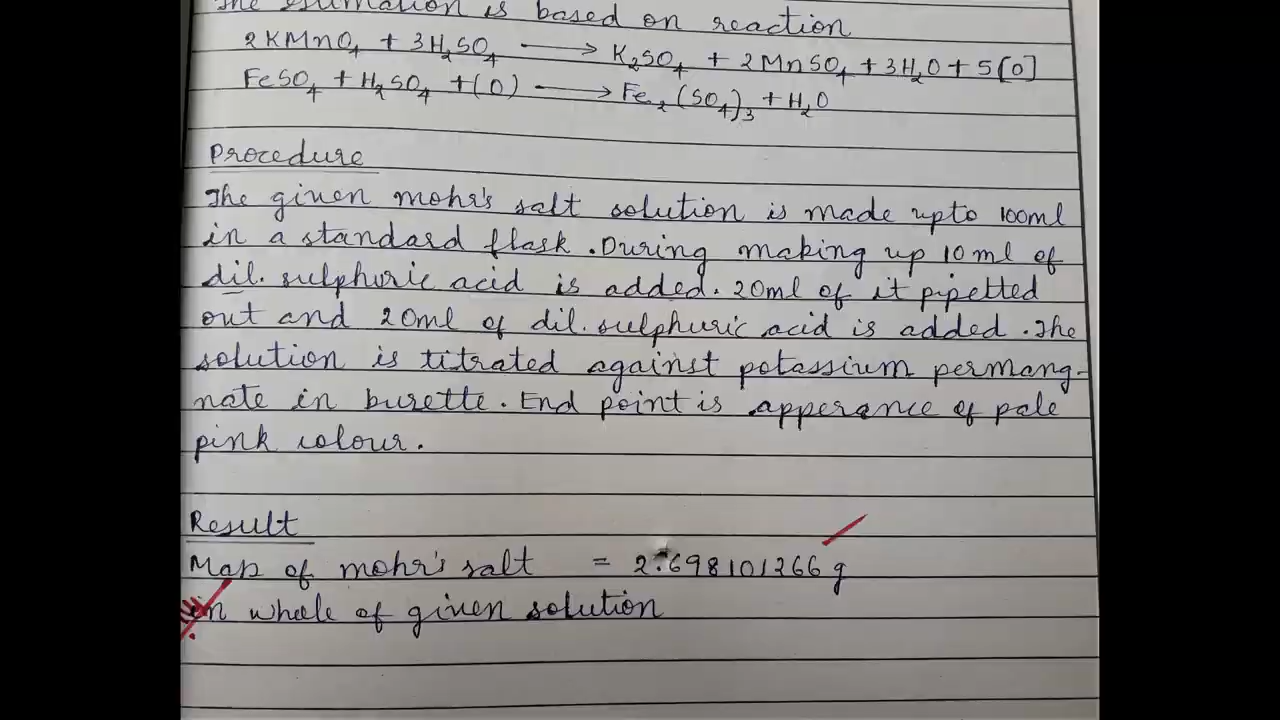 The estimation is based on reaction
2KMnO₄ + 3H₂SO₄ ⟶ K₂SO₄ + 2MnSO₄ + 3H₂O + 5[O]
FeSO₄ + H₂SO₄ + (O) ⟶ Fe₂(SO₄)₃ + H₂O
Procedure
The given mohr's salt solution is made upto 100ml
in a standard flask. During making up 10ml of
dil. sulphuric acid is added. 20ml of it pipetted
out and 20ml of dil. sulphuric acid is added. The
solution is titrated against potassium permang-
nate in burette. End point is apperance of pale
pink colour.
Result
Mass of mohr's salt = 2.698101266g
in whole of given solution